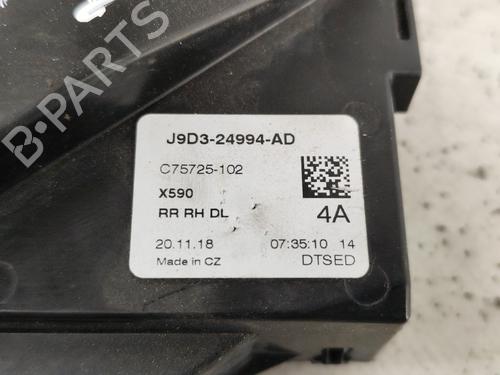 B-PARTS
J9D3-24994-AD
C75725-102
X590
RR RH DL
4A
20.11.18 07:35:10 14
Made in CZ DTSED